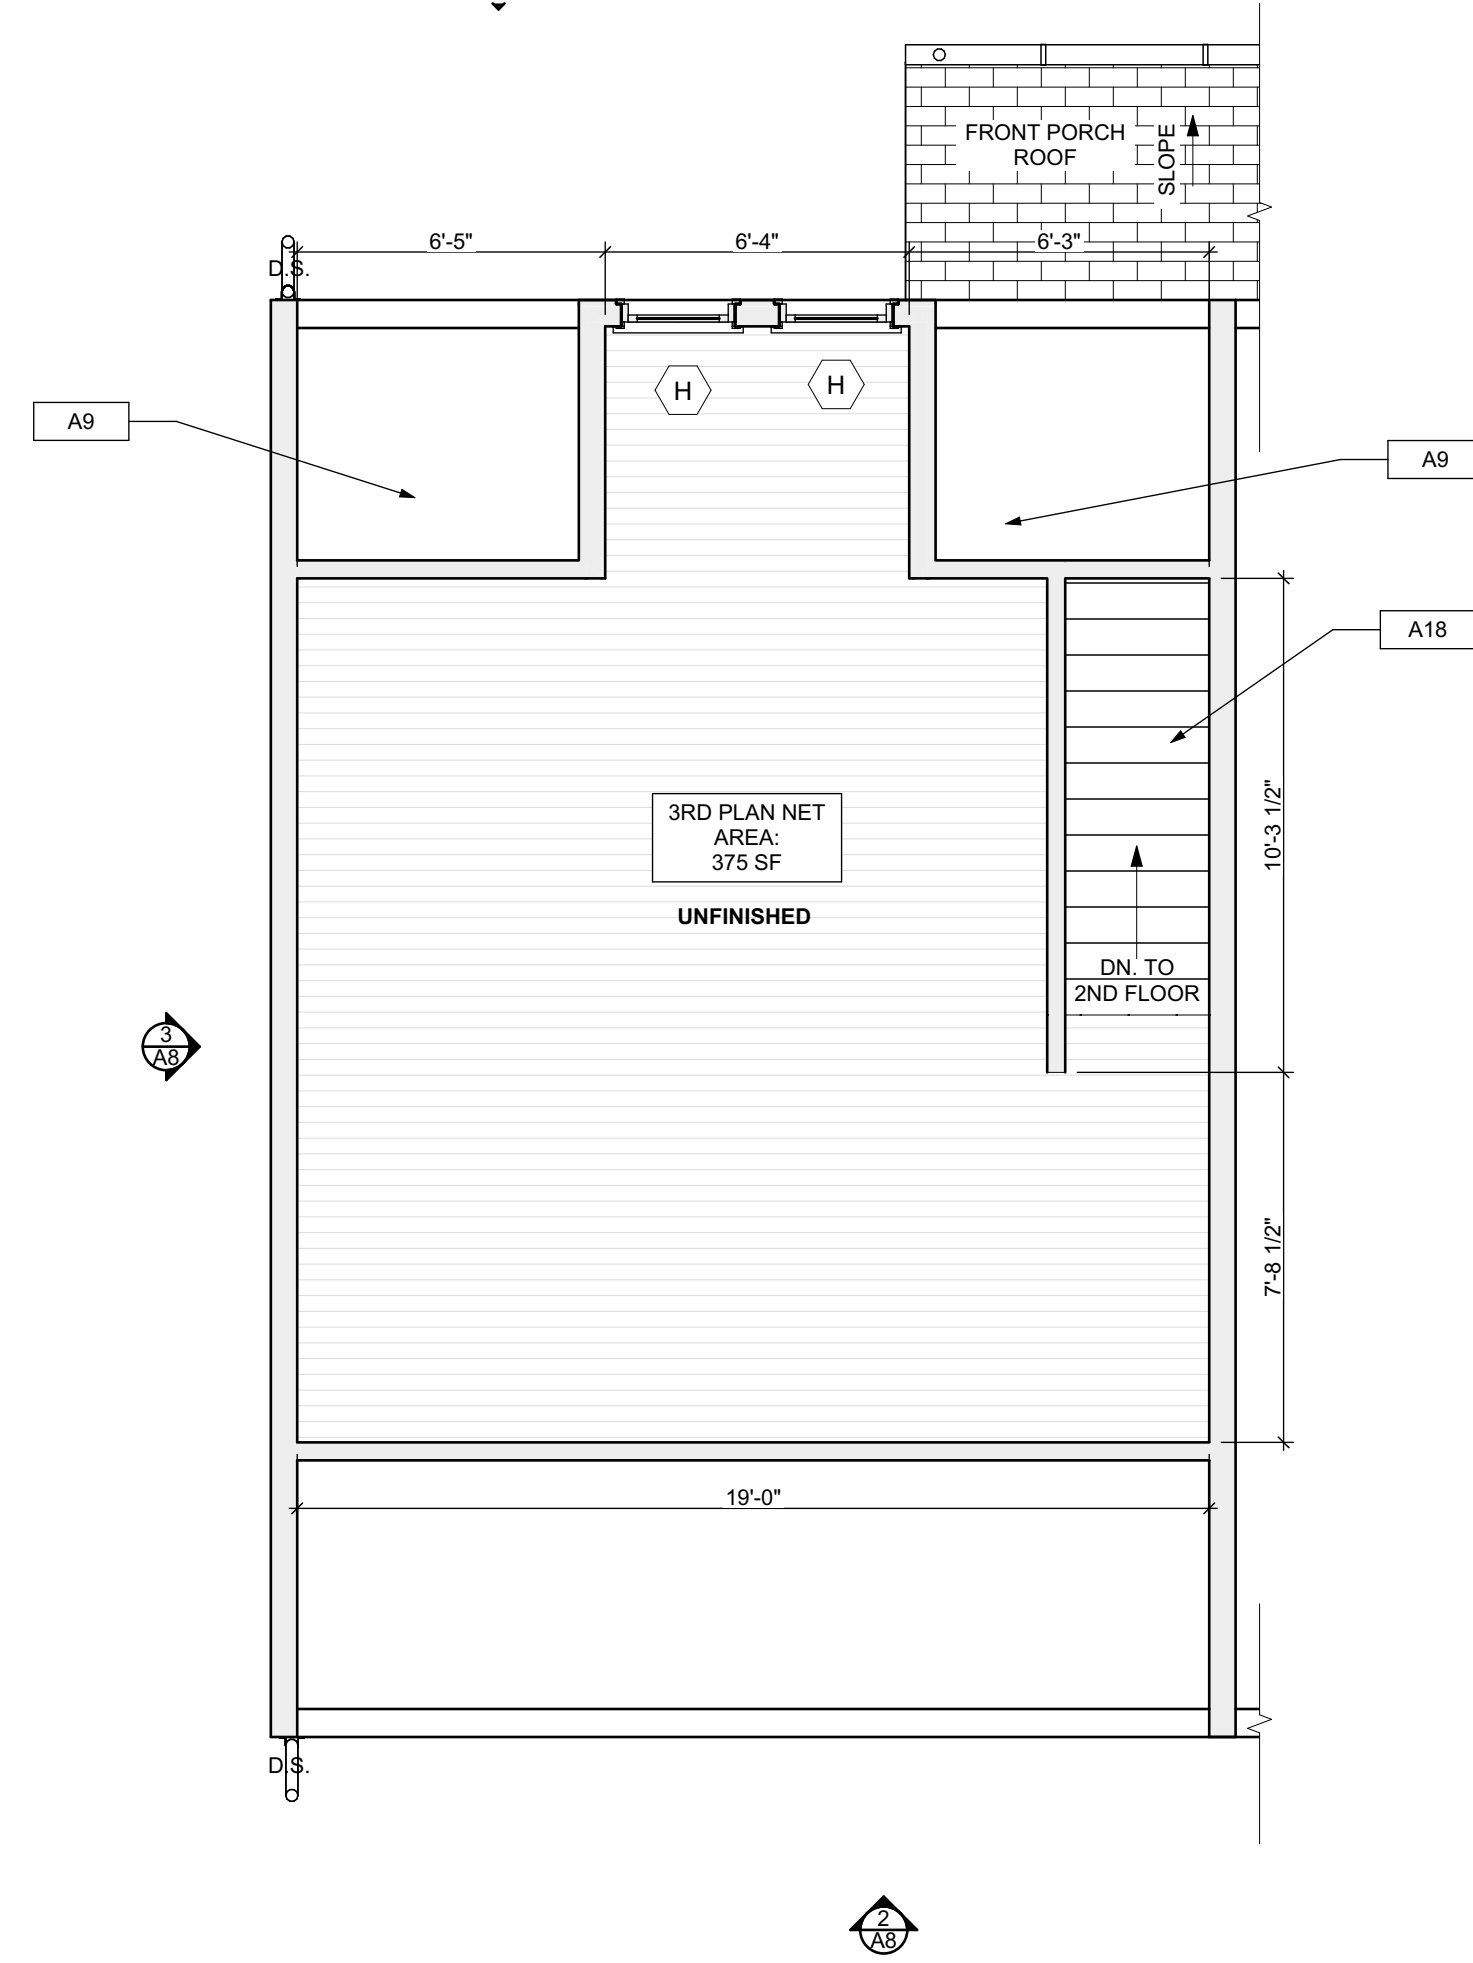 FRONT PORCH
ROOF
SLOPE
6'-5"
6'-4"
6'-3"
D.S.
H
H
A9
A9
A18
3RD PLAN NET
AREA:
375 SF
UNFINISHED
10'-3 1/2"
DN. TO
2ND FLOOR
3
A8
7'-8 1/2"
19'-0"
D.S.
2
A8